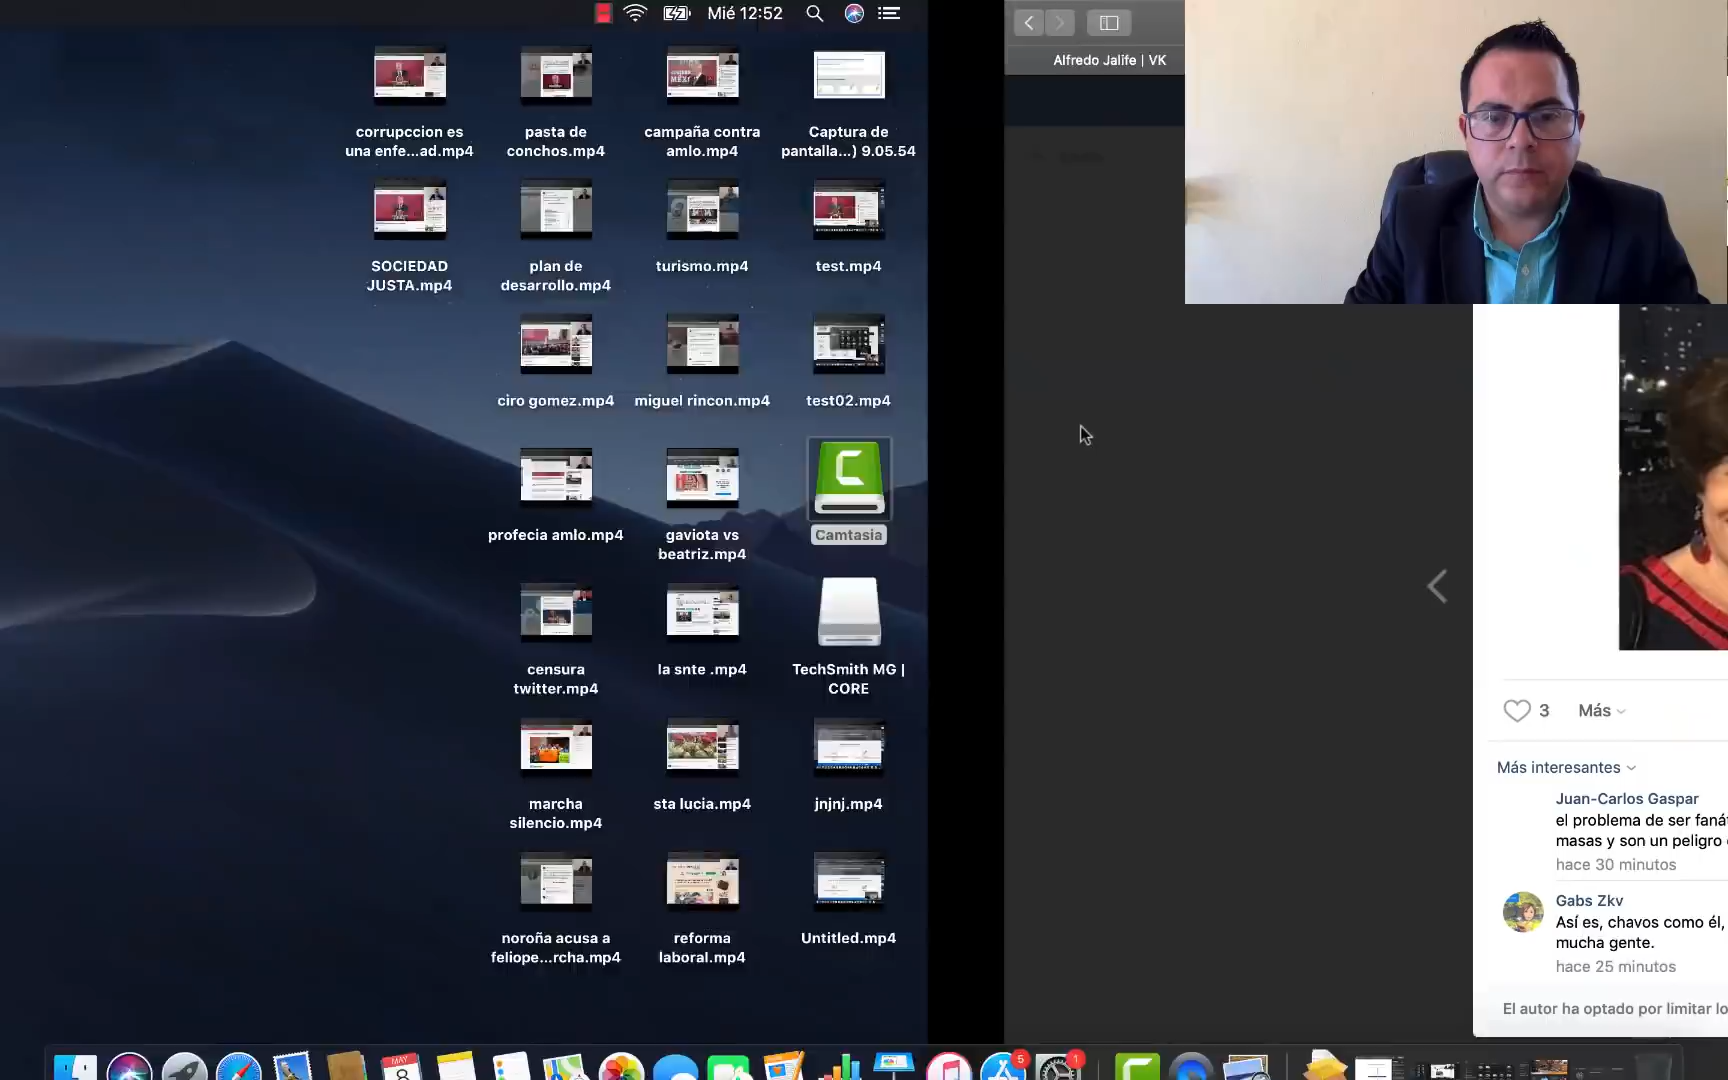 Mié 12:52
corrupccion es
una enfe...ad.mp4
pasta de
conchos.mp4
campaña contra
amlo.mp4
Captura de
pantalla...) 9.05.54
SOCIEDAD
JUSTA.mp4
plan de
desarrollo.mp4
turismo.mp4
test.mp4
ciro gomez.mp4
miguel rincon.mp4
test02.mp4
profecia amlo.mp4
gaviota vs
beatriz.mp4
Camtasia
censura
twitter.mp4
la snte .mp4
TechSmith MG |
CORE
marcha
silencio.mp4
sta lucia.mp4
jnjnj.mp4
noroña acusa a
feliope...rcha.mp4
reforma
laboral.mp4
Untitled.mp4
MAY
8
5
1
Alfredo Jalife | VK
3 Más
Más interesantes
Juan-Carlos Gaspar
el problema de ser
masas y son un peligro
hace 30 minutos
Gabs Zkv
Así es, chavos como él,
mucha gente.
hace 25 minutos
El autor ha optado por limitar